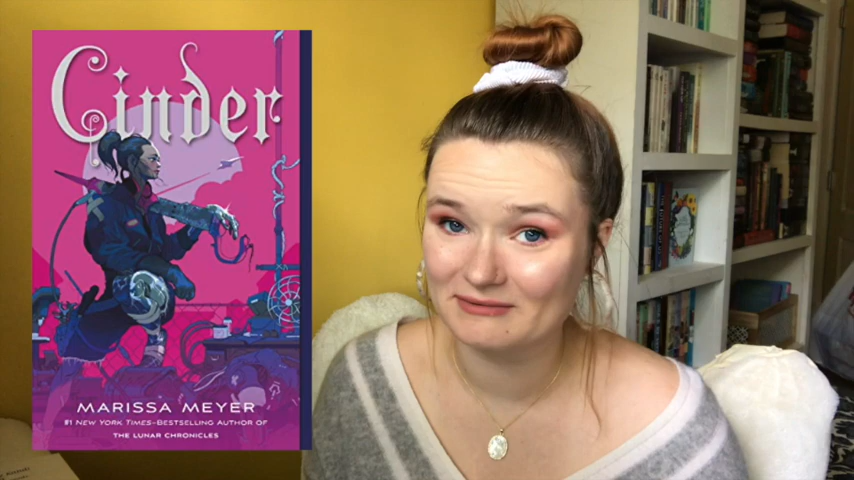 Cinder
MARISSA MEYER
#1 NEW YORK TIMES–BESTSELLING AUTHOR OF
THE LUNAR CHRONICLES